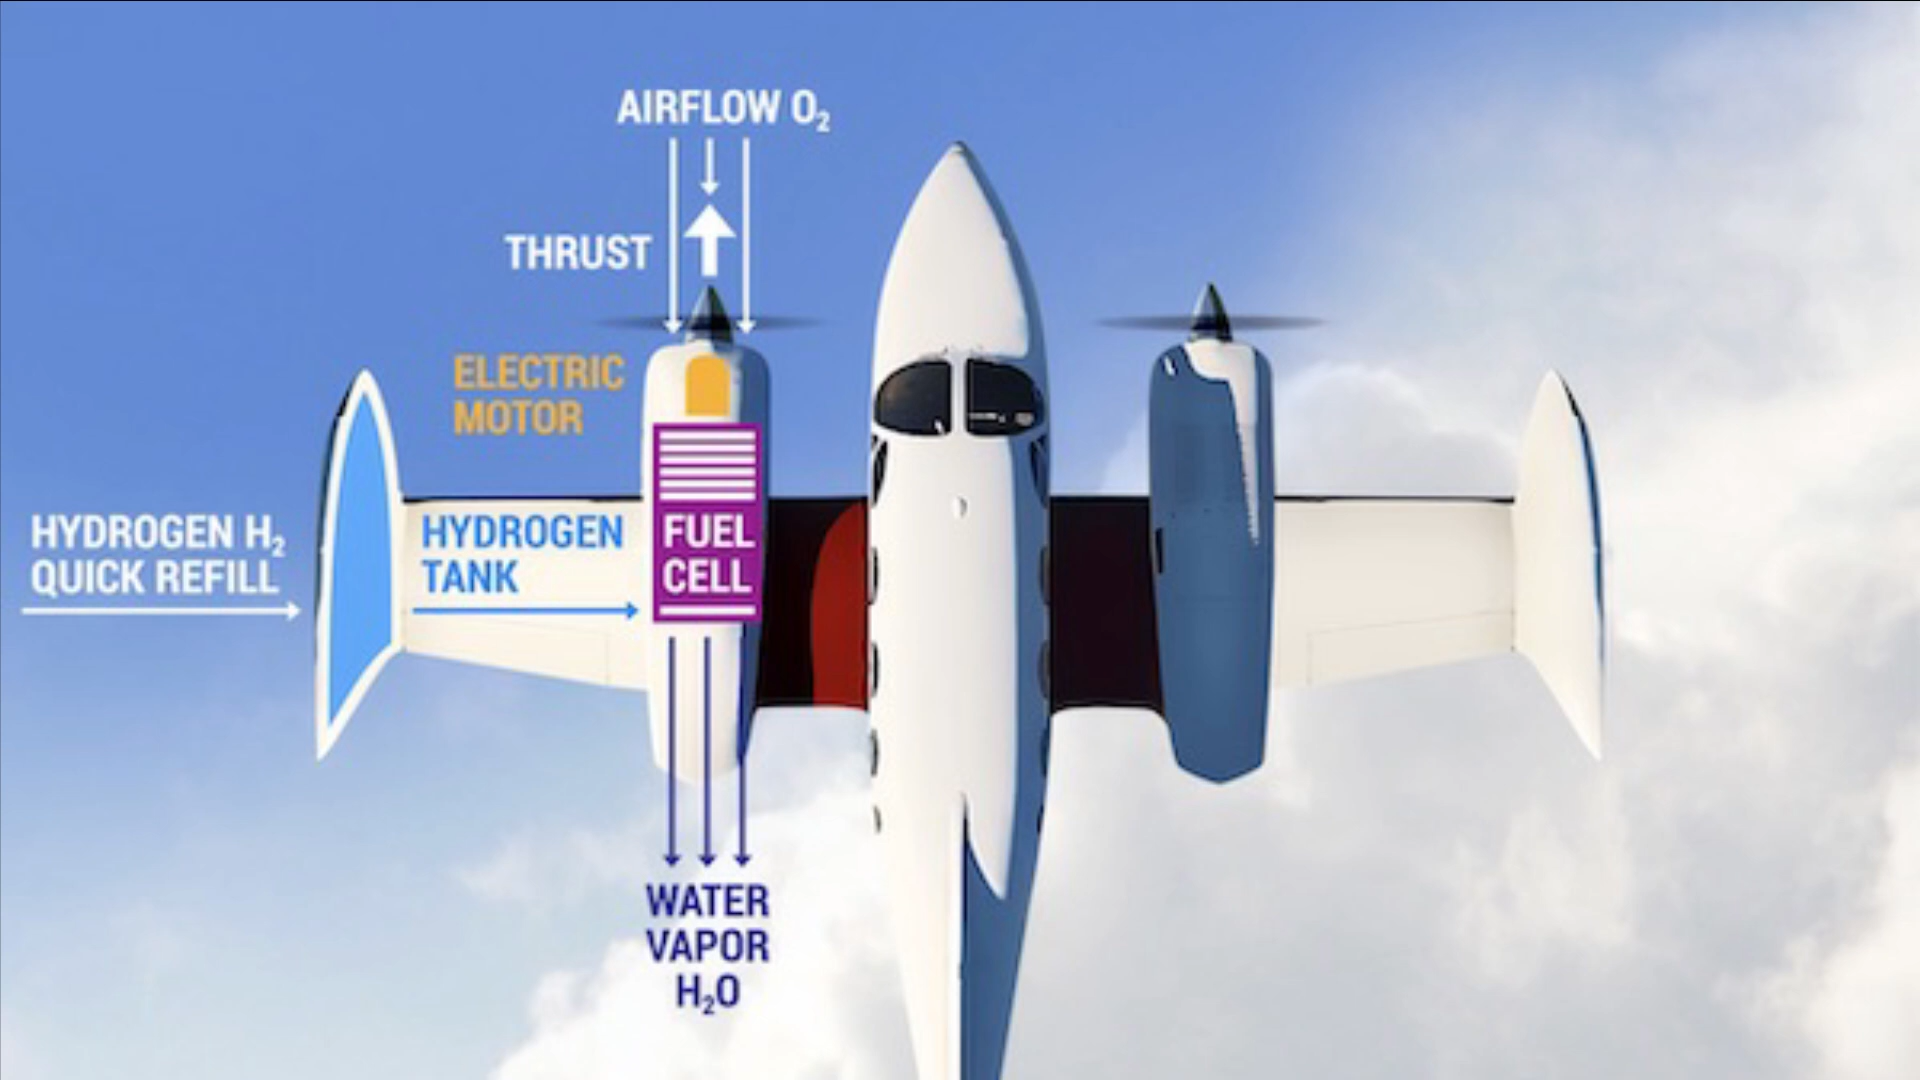 AIRFLOW O₂
THRUST
ELECTRIC
MOTOR
HYDROGEN H₂
QUICK REFILL
HYDROGEN
TANK
FUEL
CELL
WATER
VAPOR
H₂O